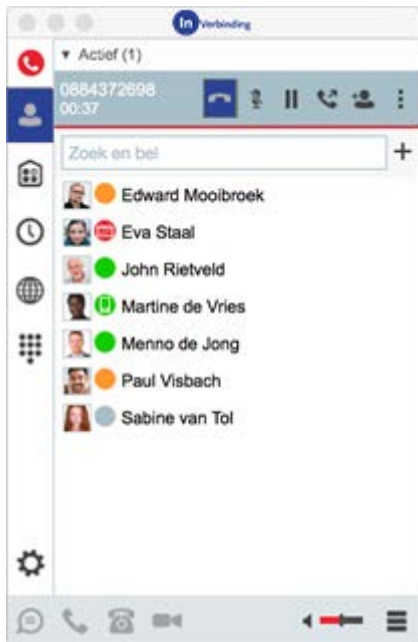 In Verbinding
Actief (1)
0884372698
00:37
Zoek en bel
Edward Mooibroek
Eva Staal
John Rietveld
Martine de Vries
Menno de Jong
Paul Visbach
Sabine van Tol